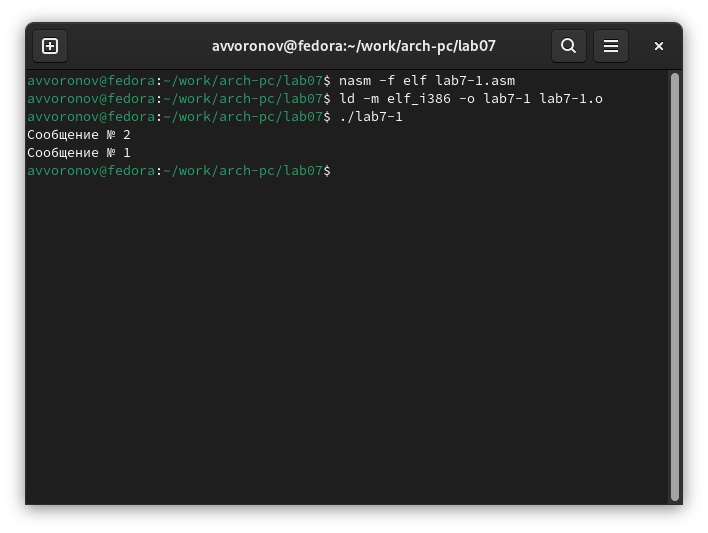 avvoronov@fedora:~/work/arch-pc/lab07
avvoronov@fedora:~/work/arch-pc/lab07$ nasm -f elf lab7-1.asm
avvoronov@fedora:~/work/arch-pc/lab07$ ld -m elf_i386 -o lab7-1 lab7-1.o
avvoronov@fedora:~/work/arch-pc/lab07$ ./lab7-1
Сообщение № 2
Сообщение № 1
avvoronov@fedora:~/work/arch-pc/lab07$